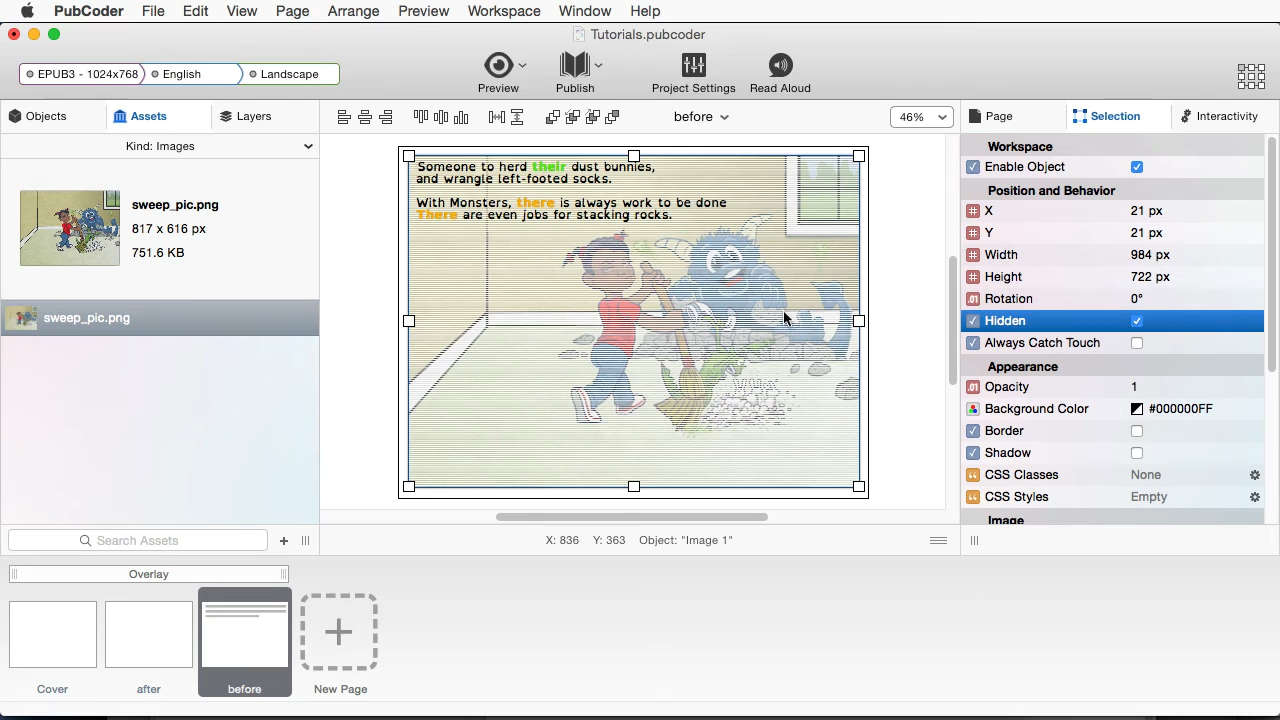 PubCoder File Edit View Page Arrange Preview Workspace Window Help
Tutorials.pubcoder
EPUB3 - 1024x768 English Landscape
Preview Publish Project Settings Read Aloud
Objects Assets Layers
before 46%
Page Selection Interactivity
Kind: Images
sweep_pic.png
817 x 616 px
751.6 KB
sweep_pic.png
Someone to herd their dust bunnies,
and wrangle left-footed socks.
With Monsters, there is always work to be done
There are even jobs for stacking rocks.
Workspace
Enable Object
Position and Behavior
X 21 px
Y 21 px
Width 984 px
Height 722 px
Rotation 0°
Hidden
Always Catch Touch
Appearance
Opacity 1
Background Color #000000FF
Border
Shadow
CSS Classes None
CSS Styles Empty
Image
Search Assets
X: 836 Y: 363 Object: "Image 1"
Overlay
Cover after before New Page